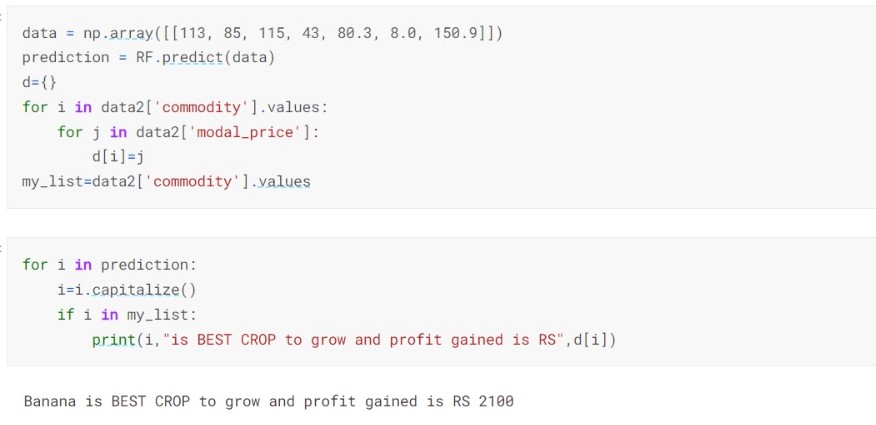 data = np.array([[113, 85, 115, 43, 80.3, 8.0, 150.9]])
prediction = RF.predict(data)
d={}
for i in data2['commodity'].values:
    for j in data2['modal_price']:
        d[i]=j
my_list=data2['commodity'].values
for i in prediction:
    i=i.capitalize()
    if i in my_list:
        print(i,"is BEST CROP to grow and profit gained is RS",d[i])
Banana is BEST CROP to grow and profit gained is RS 2100